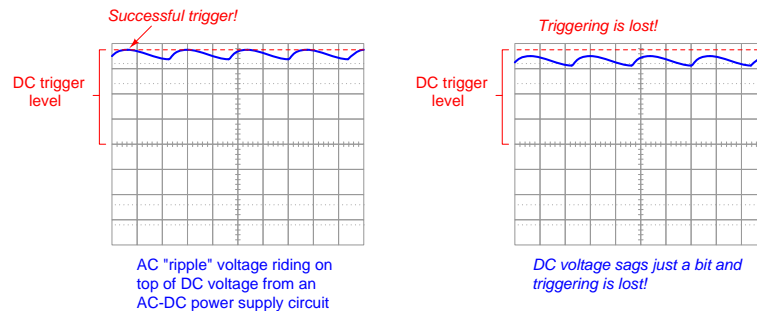 Successful trigger!
DC trigger
level
AC "ripple" voltage riding on
top of DC voltage from an
AC-DC power supply circuit
Triggering is lost!
DC trigger
level
DC voltage sags just a bit and
triggering is lost!